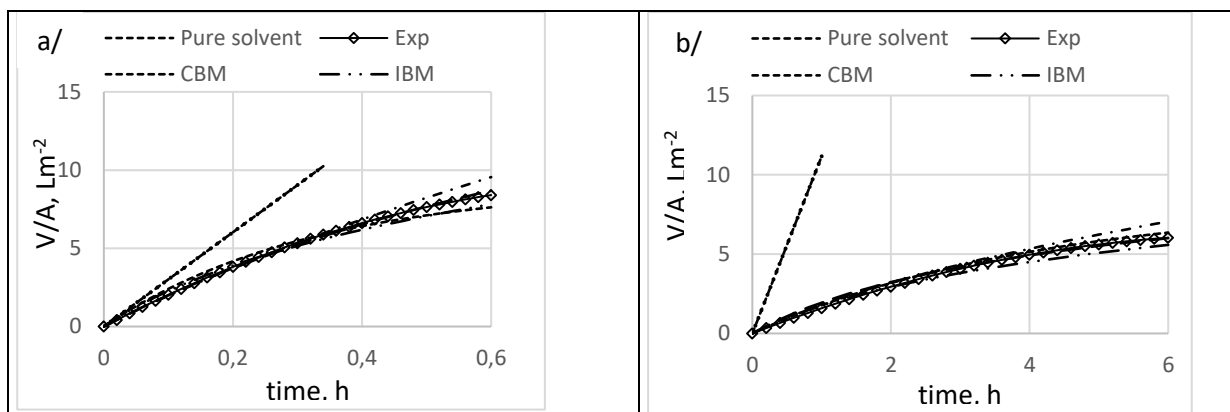 a/
Pure solvent Exp
CBM IBM
15
10
5
0
V/A, Lm-2
0 0,2 0,4 0,6
time. h
b/
Pure solvent Exp
CBM IBM
15
10
5
0
V/A. Lm-2
0 2 4 6
time. h